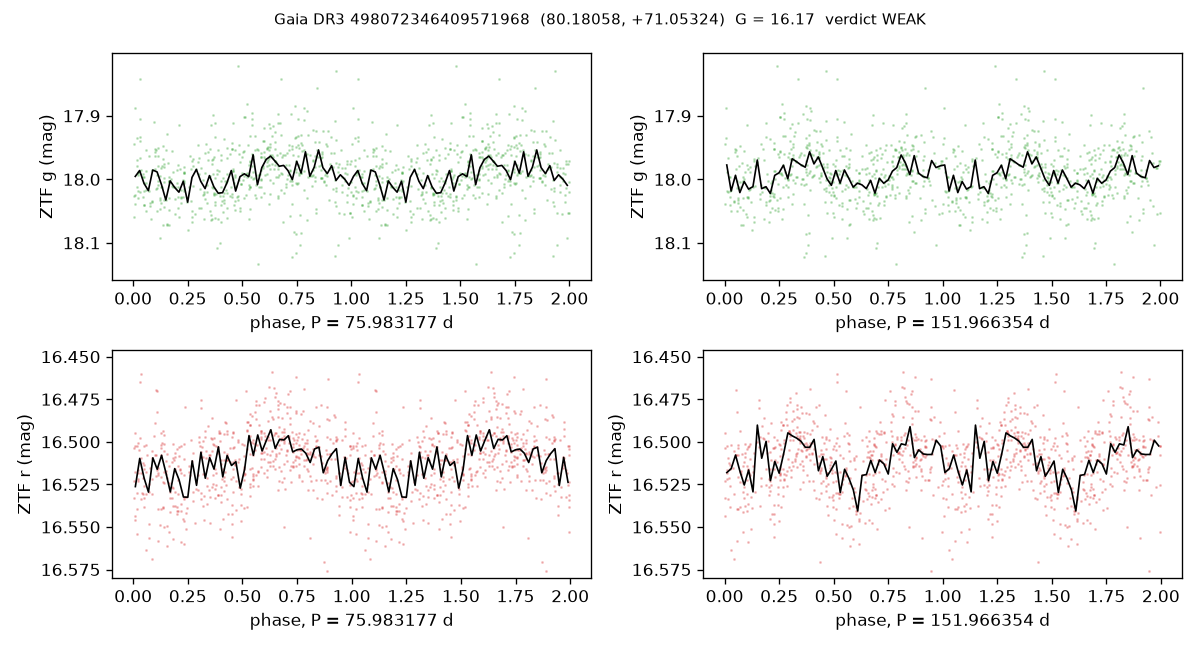 Gaia DR3 498072346409571968 (80.18058, +71.05324) G = 16.17 verdict WEAK
ZTF g (mag)
17.9
18.0
18.1
0.00 0.25 0.50 0.75 1.00 1.25 1.50 1.75 2.00
phase, P = 75.983177 d
ZTF g (mag)
17.9
18.0
18.1
0.00 0.25 0.50 0.75 1.00 1.25 1.50 1.75 2.00
phase, P = 151.966354 d
ZTF r (mag)
16.450
16.475
16.500
16.525
16.550
16.575
0.00 0.25 0.50 0.75 1.00 1.25 1.50 1.75 2.00
phase, P = 75.983177 d
ZTF r (mag)
16.450
16.475
16.500
16.525
16.550
16.575
0.00 0.25 0.50 0.75 1.00 1.25 1.50 1.75 2.00
phase, P = 151.966354 d